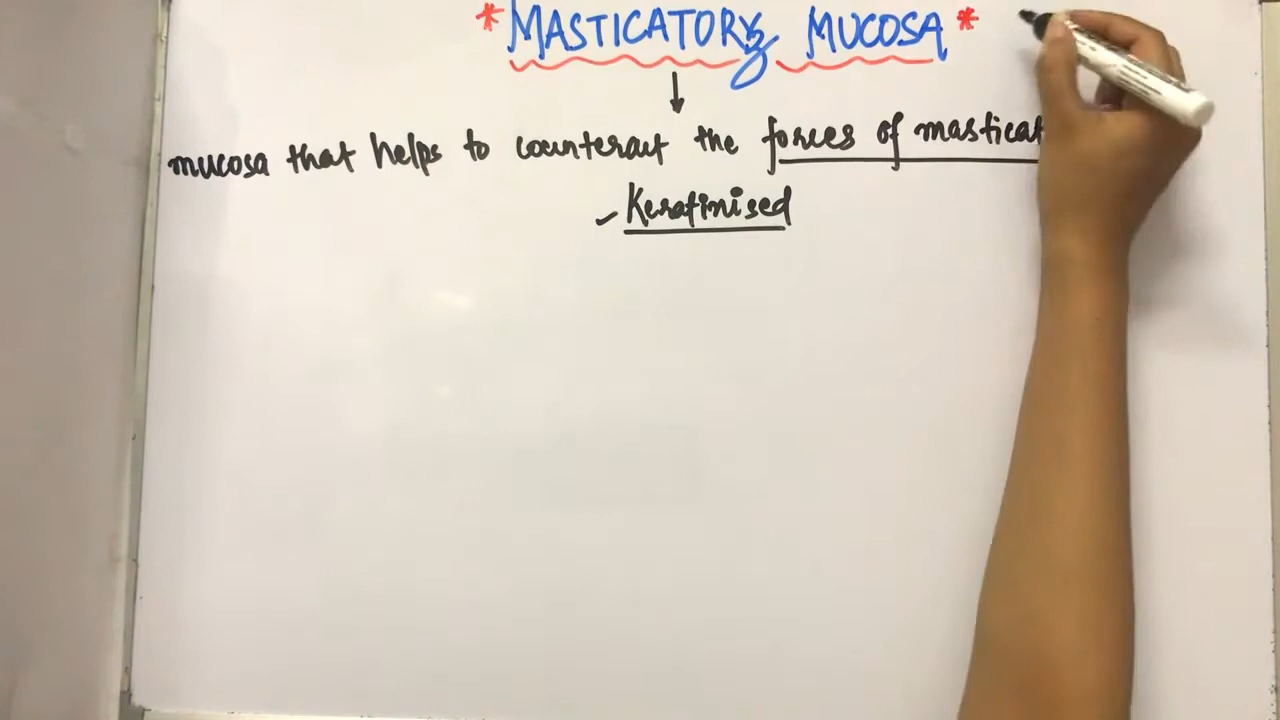 * MASTICATORY MUCOSA *
mucosa that helps to counteract the forces of masticat
Keratinised